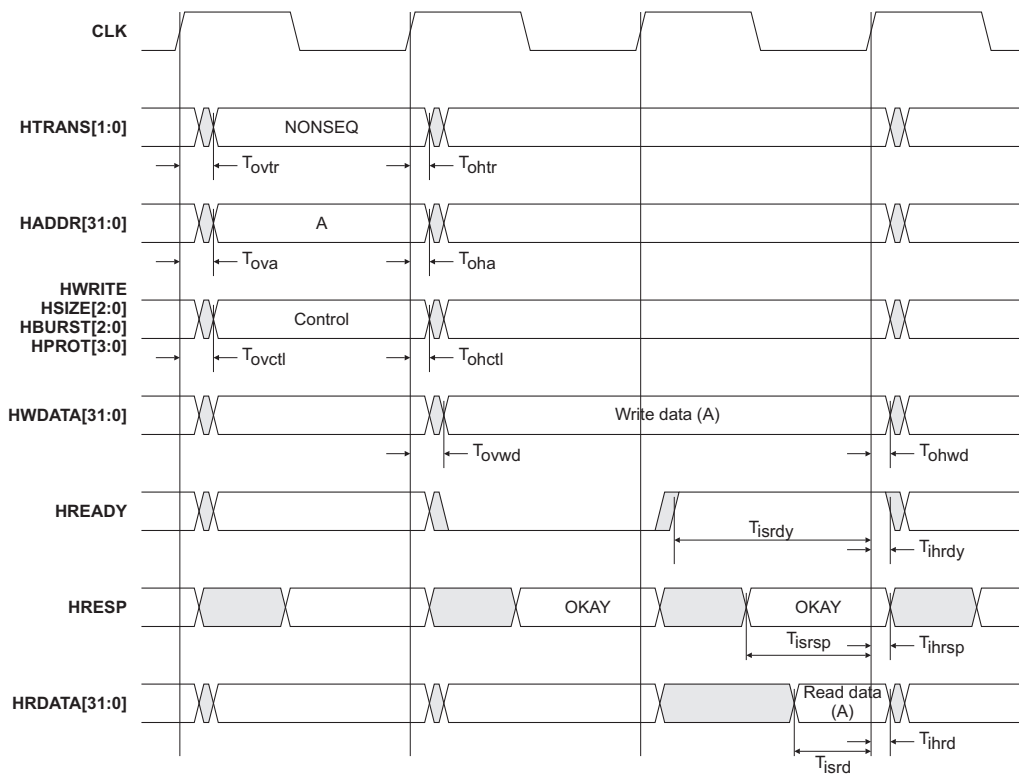 CLK
HTRANS[1:0]
NONSEQ
Tovtr
Tohtr
HADDR[31:0]
A
Tova
Toha
HWRITE
HSIZE[2:0]
HBURST[2:0]
HPROT[3:0]
Control
Tovctl
Tohctl
HWDATA[31:0]
Write data (A)
Tovwd
Tohwd
HREADY
Tisrdy
Tihrdy
HRESP
OKAY
OKAY
Tisrsp
Tihrsp
HRDATA[31:0]
Read data
(A)
Tihrd
Tisrd